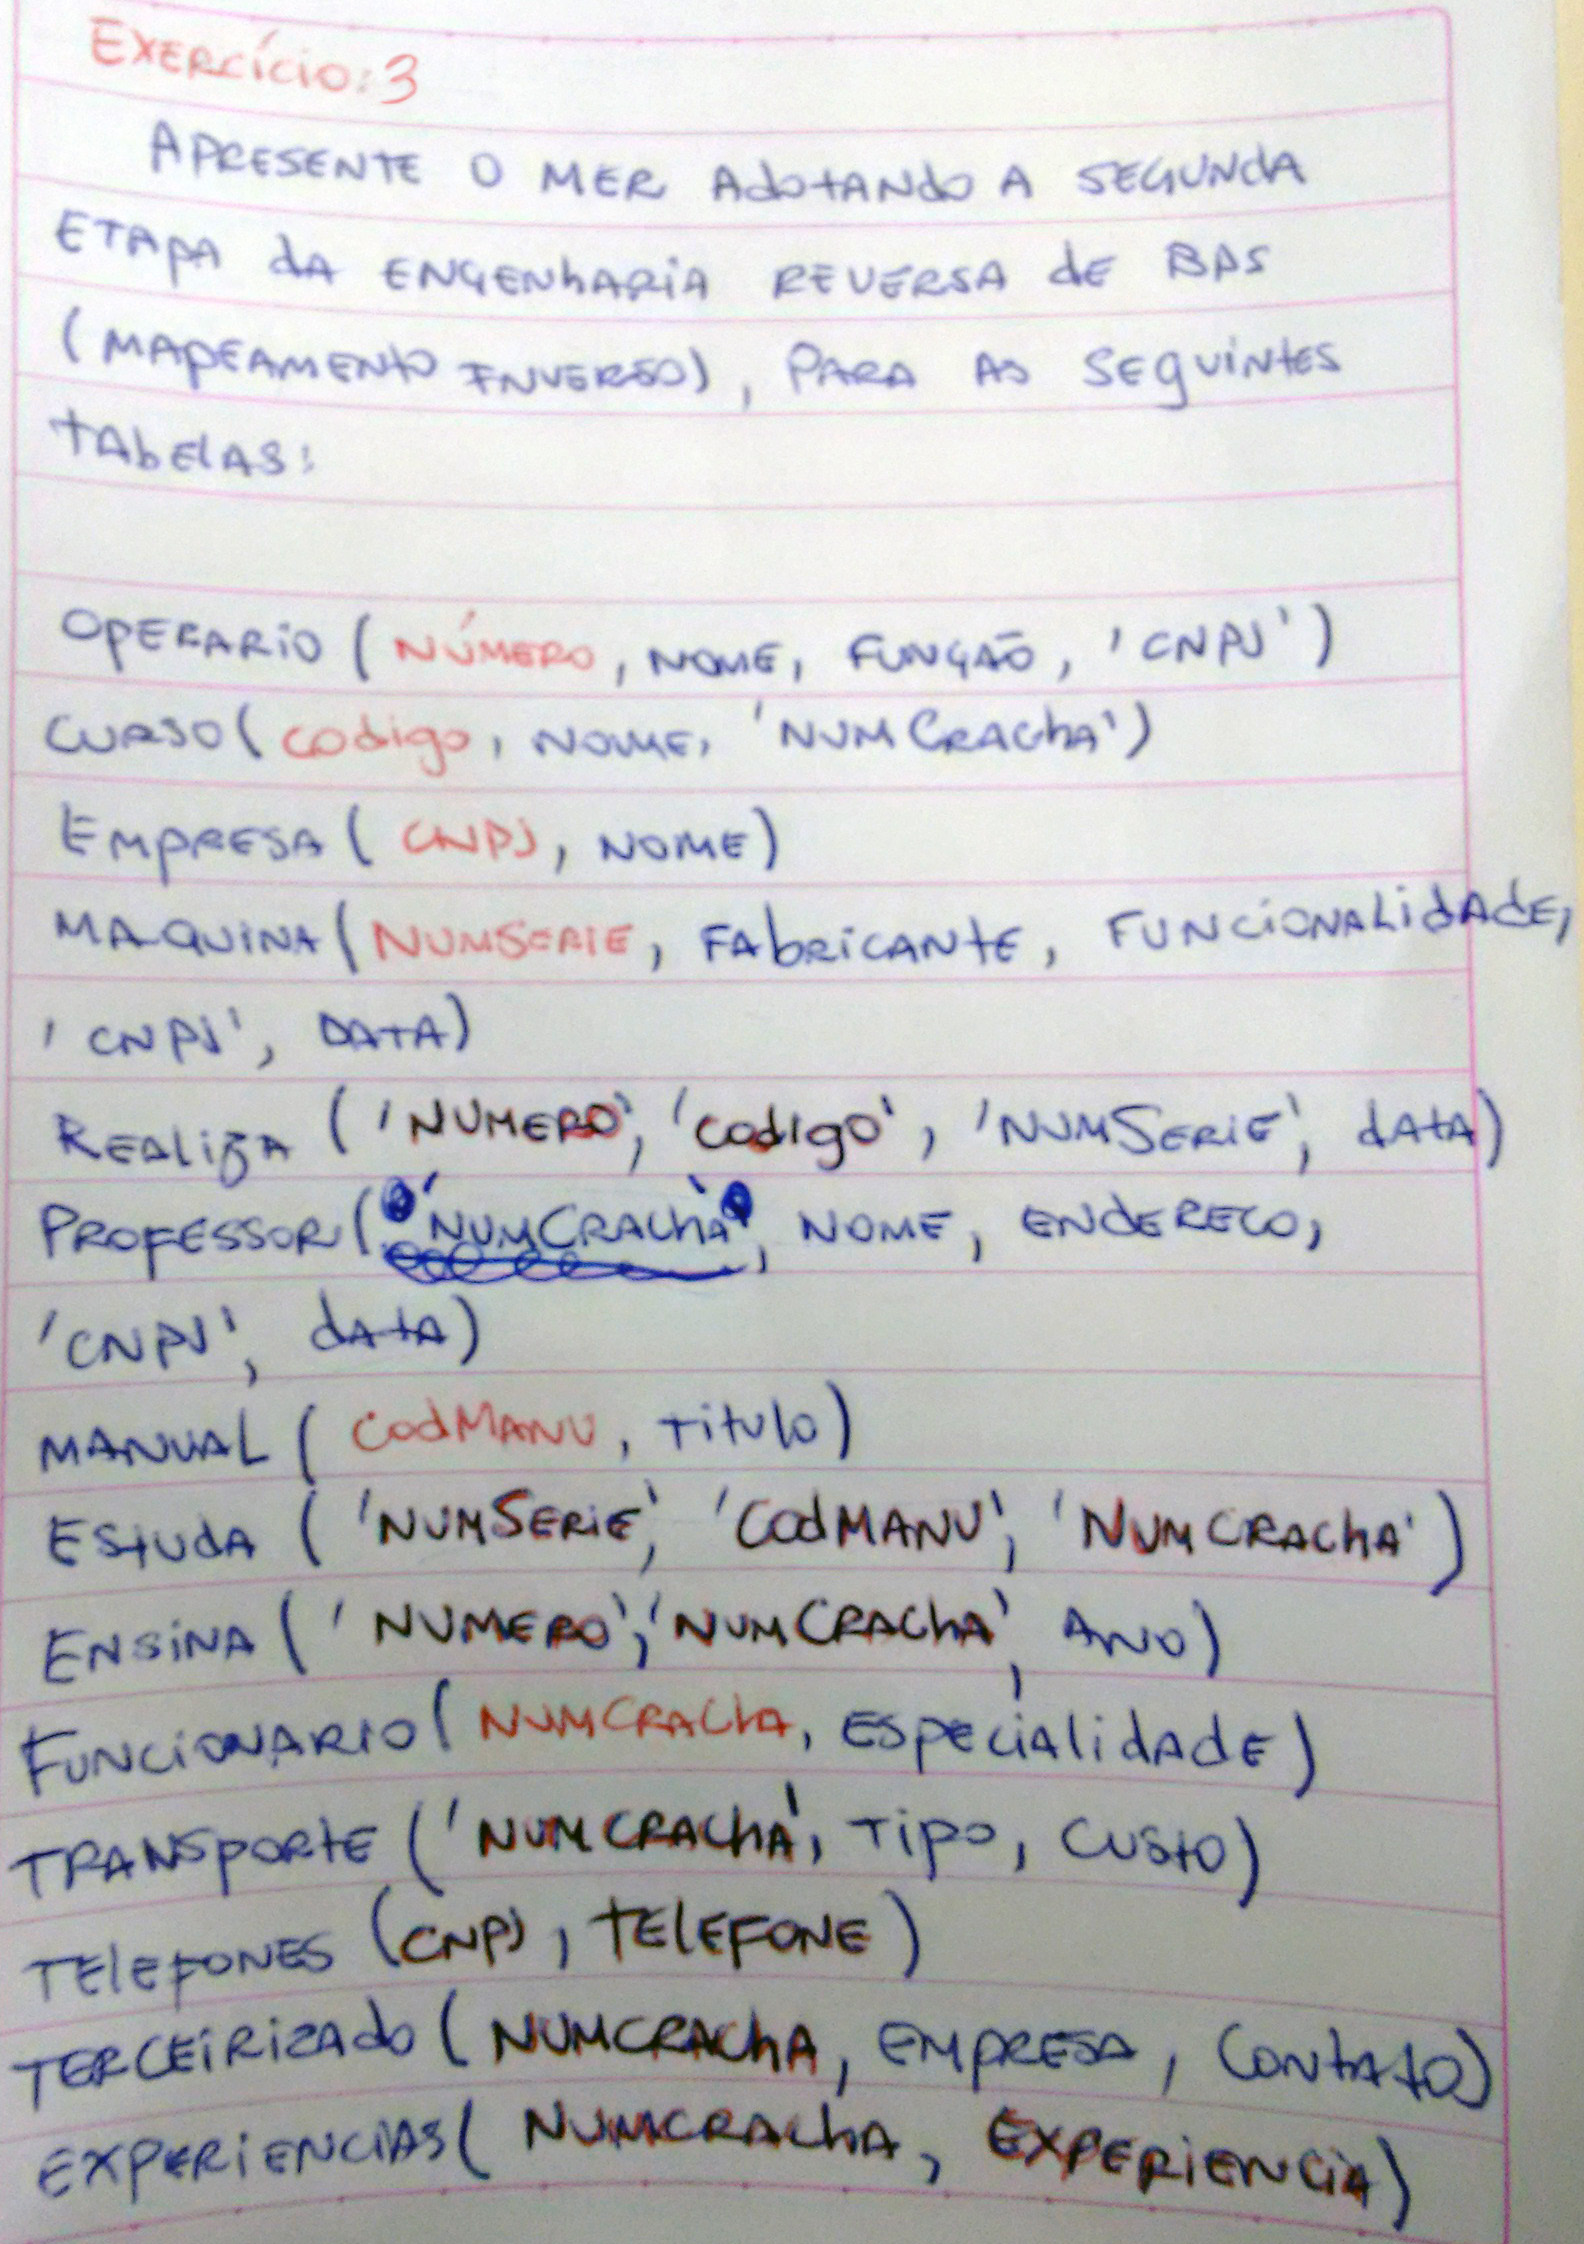 EXERCÍCIO: 3
APRESENTE O MER AdotANdo A SEGUNDA
ETAPA dA ENGENhARIA REVERSA dE BDS
(MAPEAMENTO INVERSO), PARA AS SEguiNtES
tAbElAS:
OPERARIO (NÚMERO, NOME, FUNÇÃO, 'CNPJ')
CURSO (codigo, NOME, 'NUMCRAChA')
EMPRESA (CNPJ, NOME)
MAQUINA (NUMSERIE, FAbRICANtE, FUNCIONALIdAdE,
'CNPJ', DATA)
REALIZA ('NUMERO', 'codigo', 'NUMSERIE', dAtA)
PROFESSOR ('NUMCRAChA', NOME, ENdEREÇO,
'CNPJ', dAtA)
MANUAL (CodMANU, TITULO)
EStUdA ('NUMSERIE', 'CodMANU', 'NUMCRAChA')
ENSINA ('NUMERO', 'NUMCRAChA', ANO)
FUNCIONARIO (NUMCRAChA, ESPECIAlIdAdE)
TRANSPORtE ('NUMCRAChA', TIPO, CUStO)
TElEFONES (CNPJ, TElEFONE)
TERCEIRIZAdo (NUMCRAChA, EMPRESA, CONtAtO)
EXPERIENCIAS (NUMCRAChA, EXPERIENCIA)